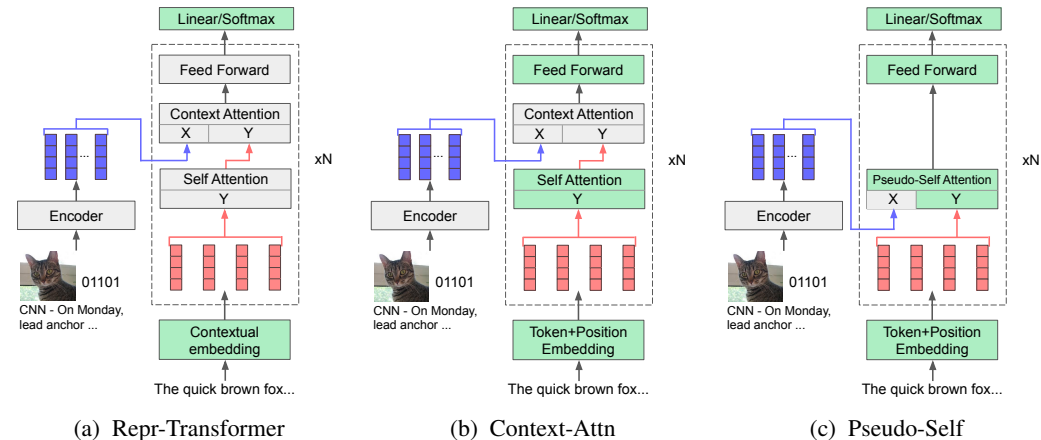 Linear/Softmax
Feed Forward
Context Attention
X Y
...
xN
Self Attention
Y
Encoder
01101
CNN - On Monday,
lead anchor ...
Contextual
embedding
The quick brown fox...
(a) Repr-Transformer
Linear/Softmax
Feed Forward
Context Attention
X Y
...
xN
Self Attention
Y
Encoder
01101
CNN - On Monday,
lead anchor ...
Token+Position
Embedding
The quick brown fox...
(b) Context-Attn
Linear/Softmax
Feed Forward
...
xN
Pseudo-Self Attention
X Y
Encoder
01101
CNN - On Monday,
lead anchor ...
Token+Position
Embedding
The quick brown fox...
(c) Pseudo-Self